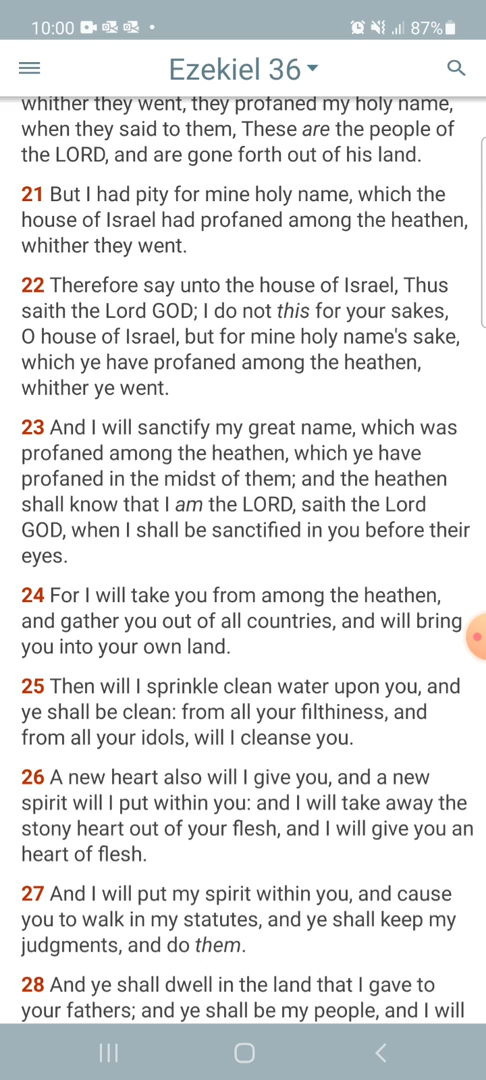 10:00
87%
Ezekiel 36
whither they went, they profaned my holy name,
when they said to them, These are the people of
the LORD, and are gone forth out of his land.
21 But I had pity for mine holy name, which the
house of Israel had profaned among the heathen,
whither they went.
22 Therefore say unto the house of Israel, Thus
saith the Lord GOD; I do not this for your sakes,
O house of Israel, but for mine holy name's sake,
which ye have profaned among the heathen,
whither ye went.
23 And I will sanctify my great name, which was
profaned among the heathen, which ye have
profaned in the midst of them; and the heathen
shall know that I am the LORD, saith the Lord
GOD, when I shall be sanctified in you before their
eyes.
24 For I will take you from among the heathen,
and gather you out of all countries, and will bring
you into your own land.
25 Then will I sprinkle clean water upon you, and
ye shall be clean: from all your filthiness, and
from all your idols, will I cleanse you.
26 A new heart also will I give you, and a new
spirit will I put within you: and I will take away the
stony heart out of your flesh, and I will give you an
heart of flesh.
27 And I will put my spirit within you, and cause
you to walk in my statutes, and ye shall keep my
judgments, and do them.
28 And ye shall dwell in the land that I gave to
your fathers; and ye shall be my people, and I will